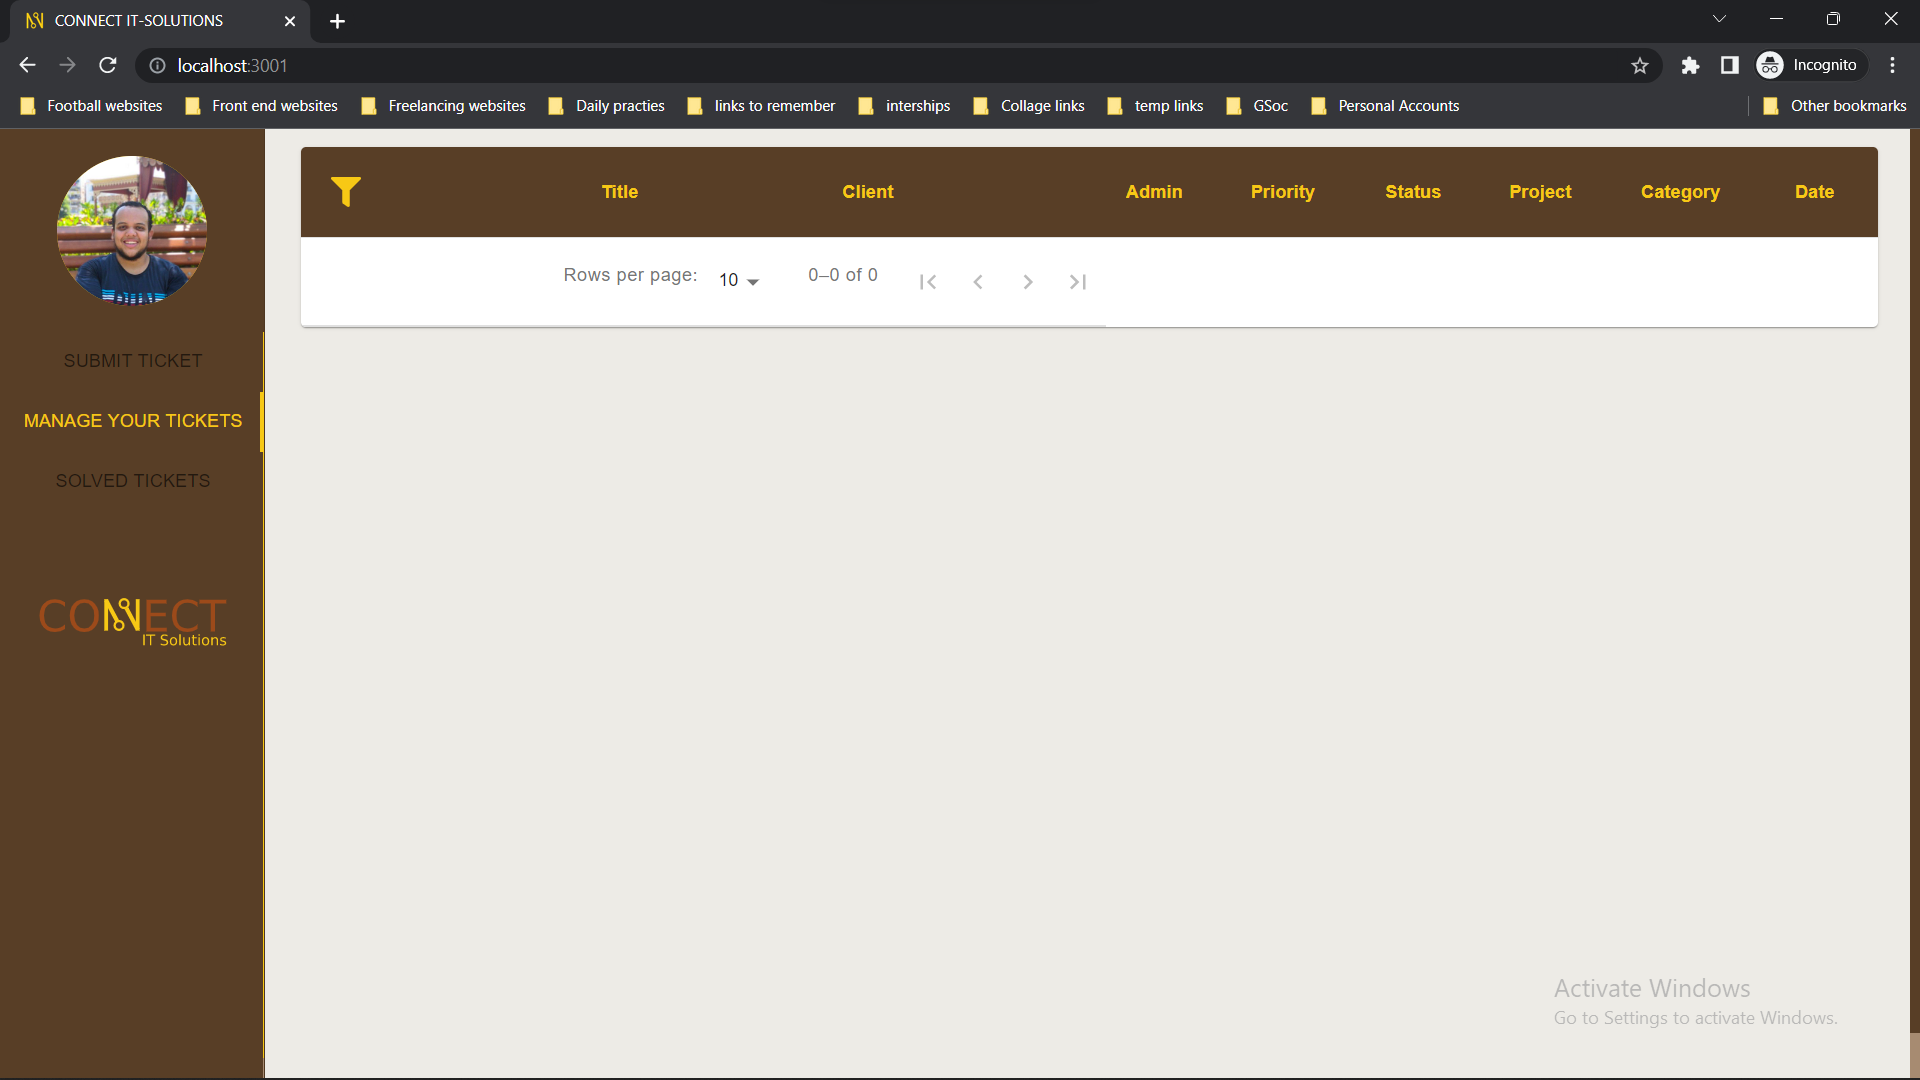 CONNECT IT-SOLUTIONS
localhost:3001
Incognito
Football websites
Front end websites
Freelancing websites
Daily practies
links to remember
interships
Collage links
temp links
GSoc
Personal Accounts
Other bookmarks
Title
Client
Admin
Priority
Status
Project
Category
Date
Rows per page:
10
0–0 of 0
SUBMIT TICKET
MANAGE YOUR TICKETS
SOLVED TICKETS
CONNECT
IT Solutions
Activate Windows
Go to Settings to activate Windows.